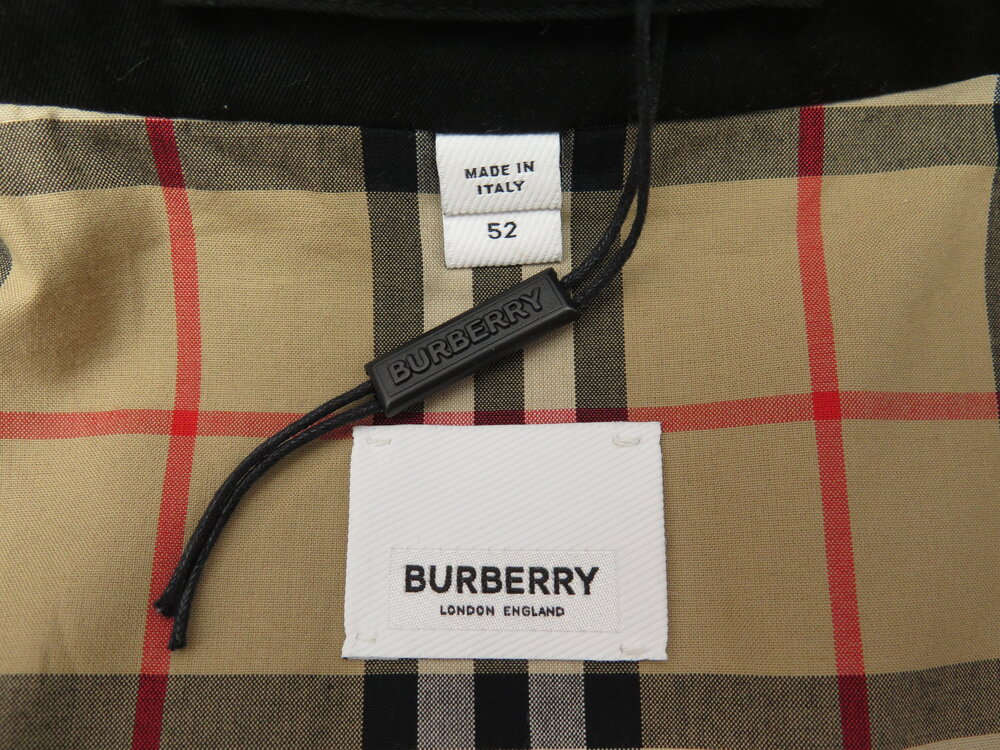 MADE IN
ITALY
52
BURBERRY
BURBERRY
LONDON ENGLAND